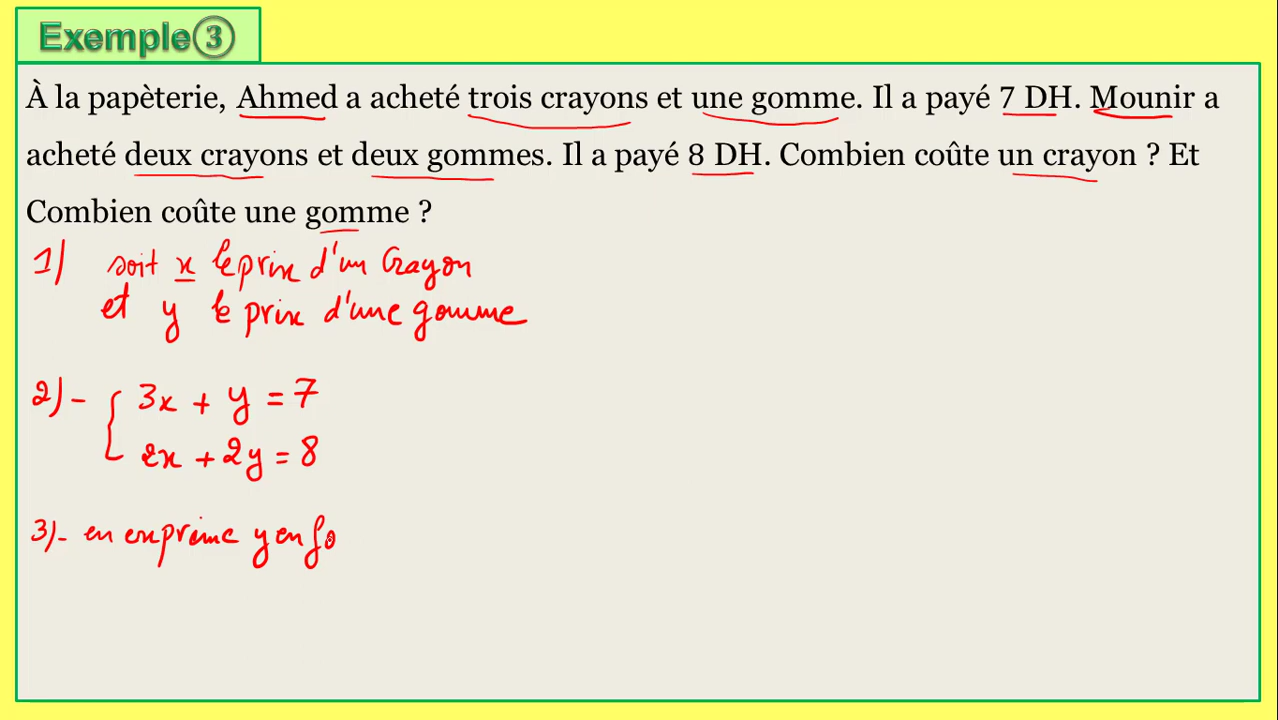 Exemple③
À la papèterie, Ahmed a acheté trois crayons et une gomme. Il a payé 7 DH. Mounir a
acheté deux crayons et deux gommes. Il a payé 8 DH. Combien coûte un crayon ? Et
Combien coûte une gomme ?
1) soit x le prix d'un Crayon
et y le prix d'une gomme
2)- { 3x + y = 7
2x + 2y = 8
3)- en exprime y en fo